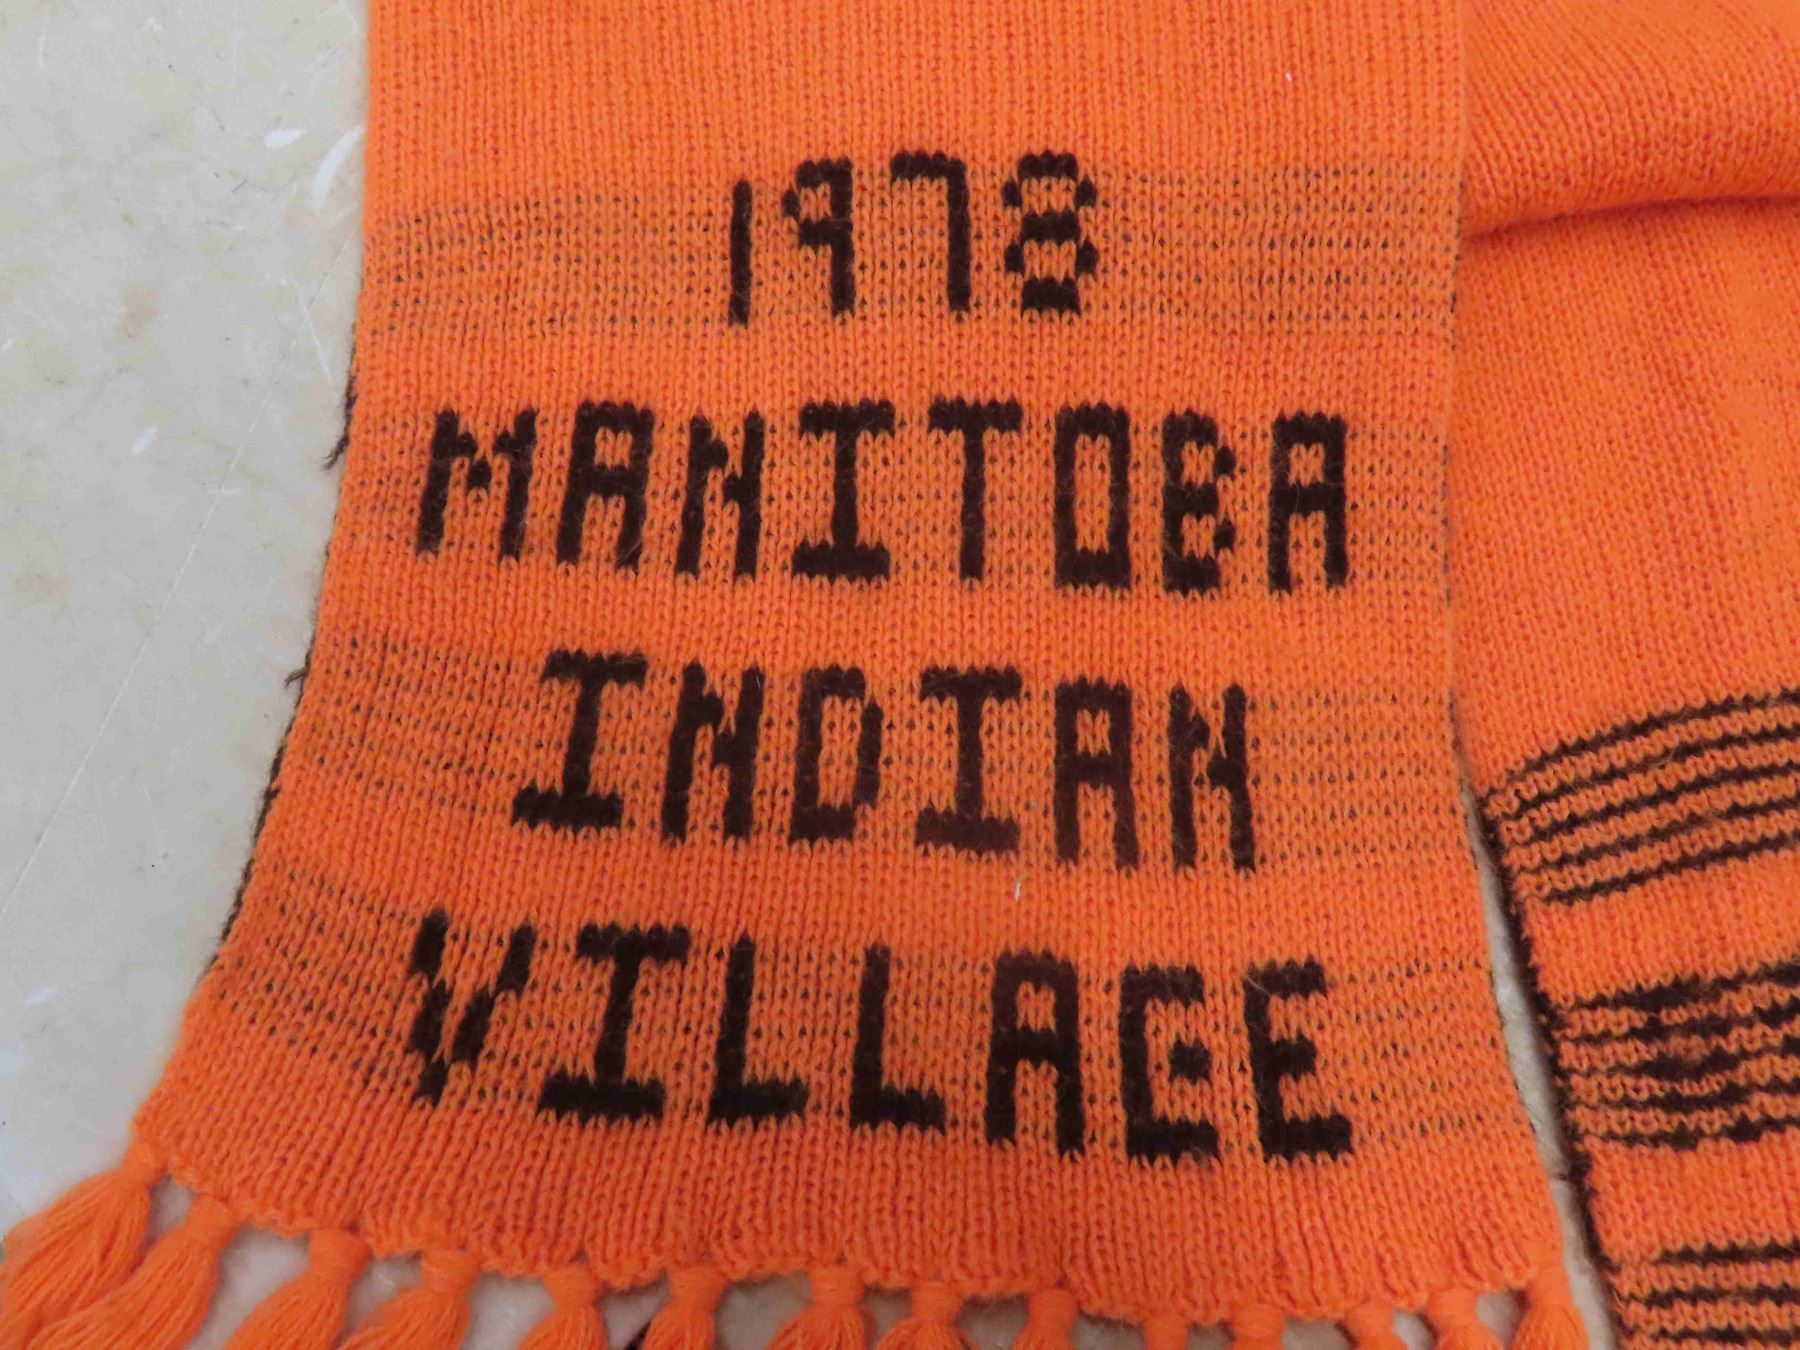 1978
MANITOBA
INDIAN
VILLAGE